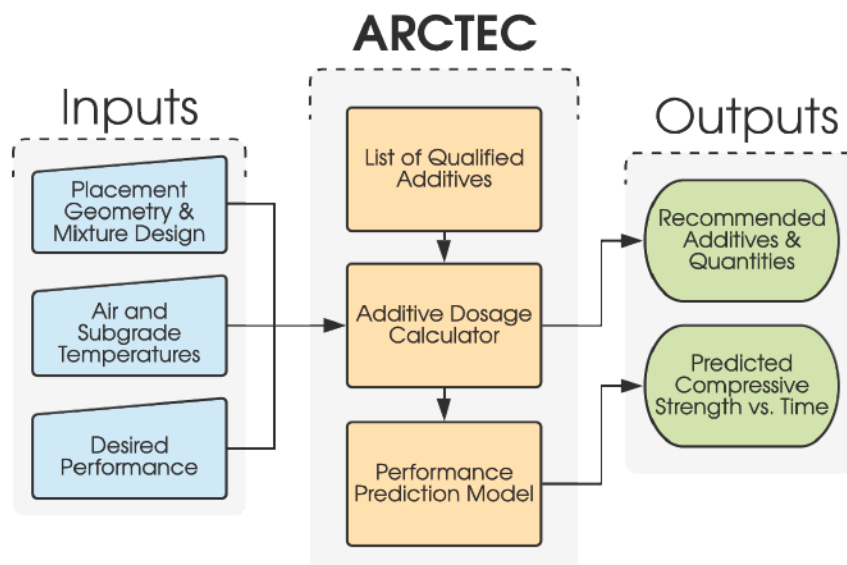 ARCTEC
Inputs
Outputs
Placement
Geometry &
Mixture Design
Air and
Subgrade
Temperatures
Desired
Performance
List of Qualified
Additives
Additive Dosage
Calculator
Performance
Prediction Model
Recommended
Additives &
Quantities
Predicted
Compressive
Strength vs. Time